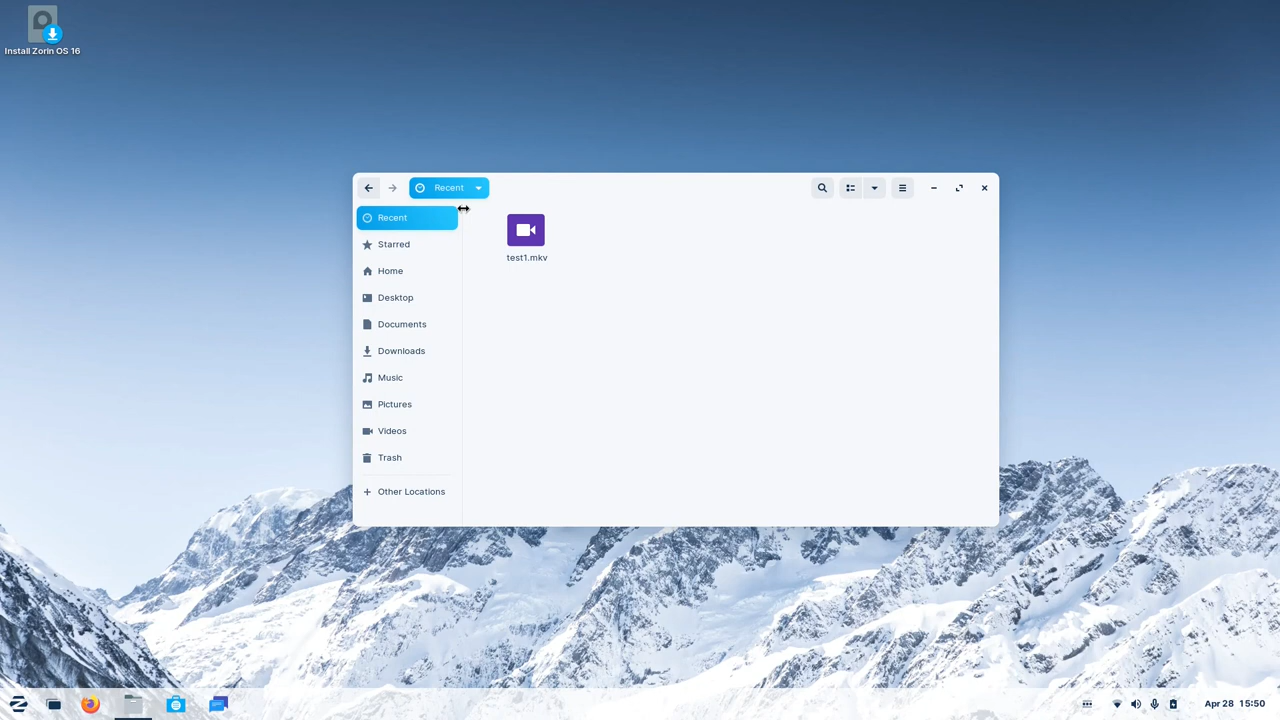 Install Zorin OS 16
Recent
Recent
Starred
Home
Desktop
Documents
Downloads
Music
Pictures
Videos
Trash
Other Locations
test1.mkv
Apr 28 15:50